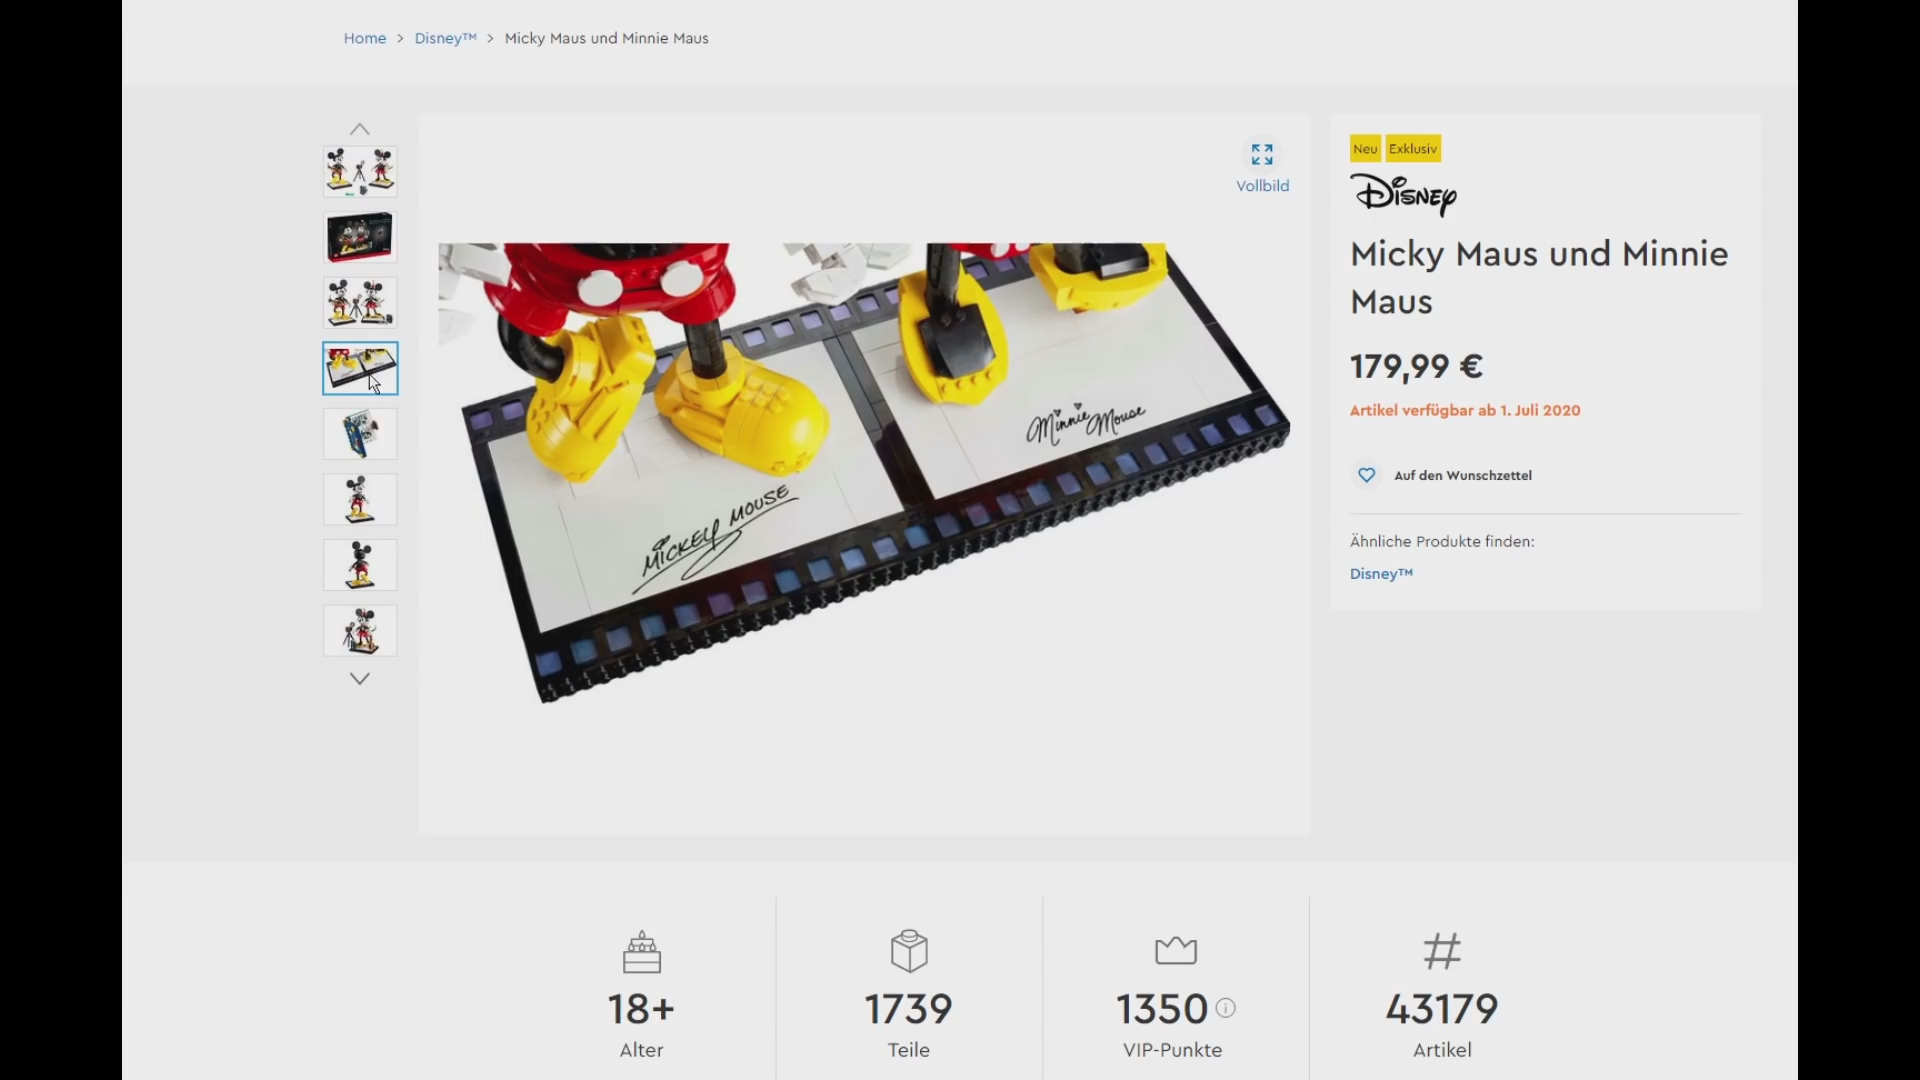 Home > Disney™ > Micky Maus und Minnie Maus
Vollbild
MICKEY MOUSE
Minnie Mouse
Neu Exklusiv
Disney
Micky Maus und Minnie
Maus
179,99 €
Artikel verfügbar ab 1. Juli 2020
Auf den Wunschzettel
Ähnliche Produkte finden:
Disney™
18+
Alter
1739
Teile
1350
VIP-Punkte
43179
Artikel